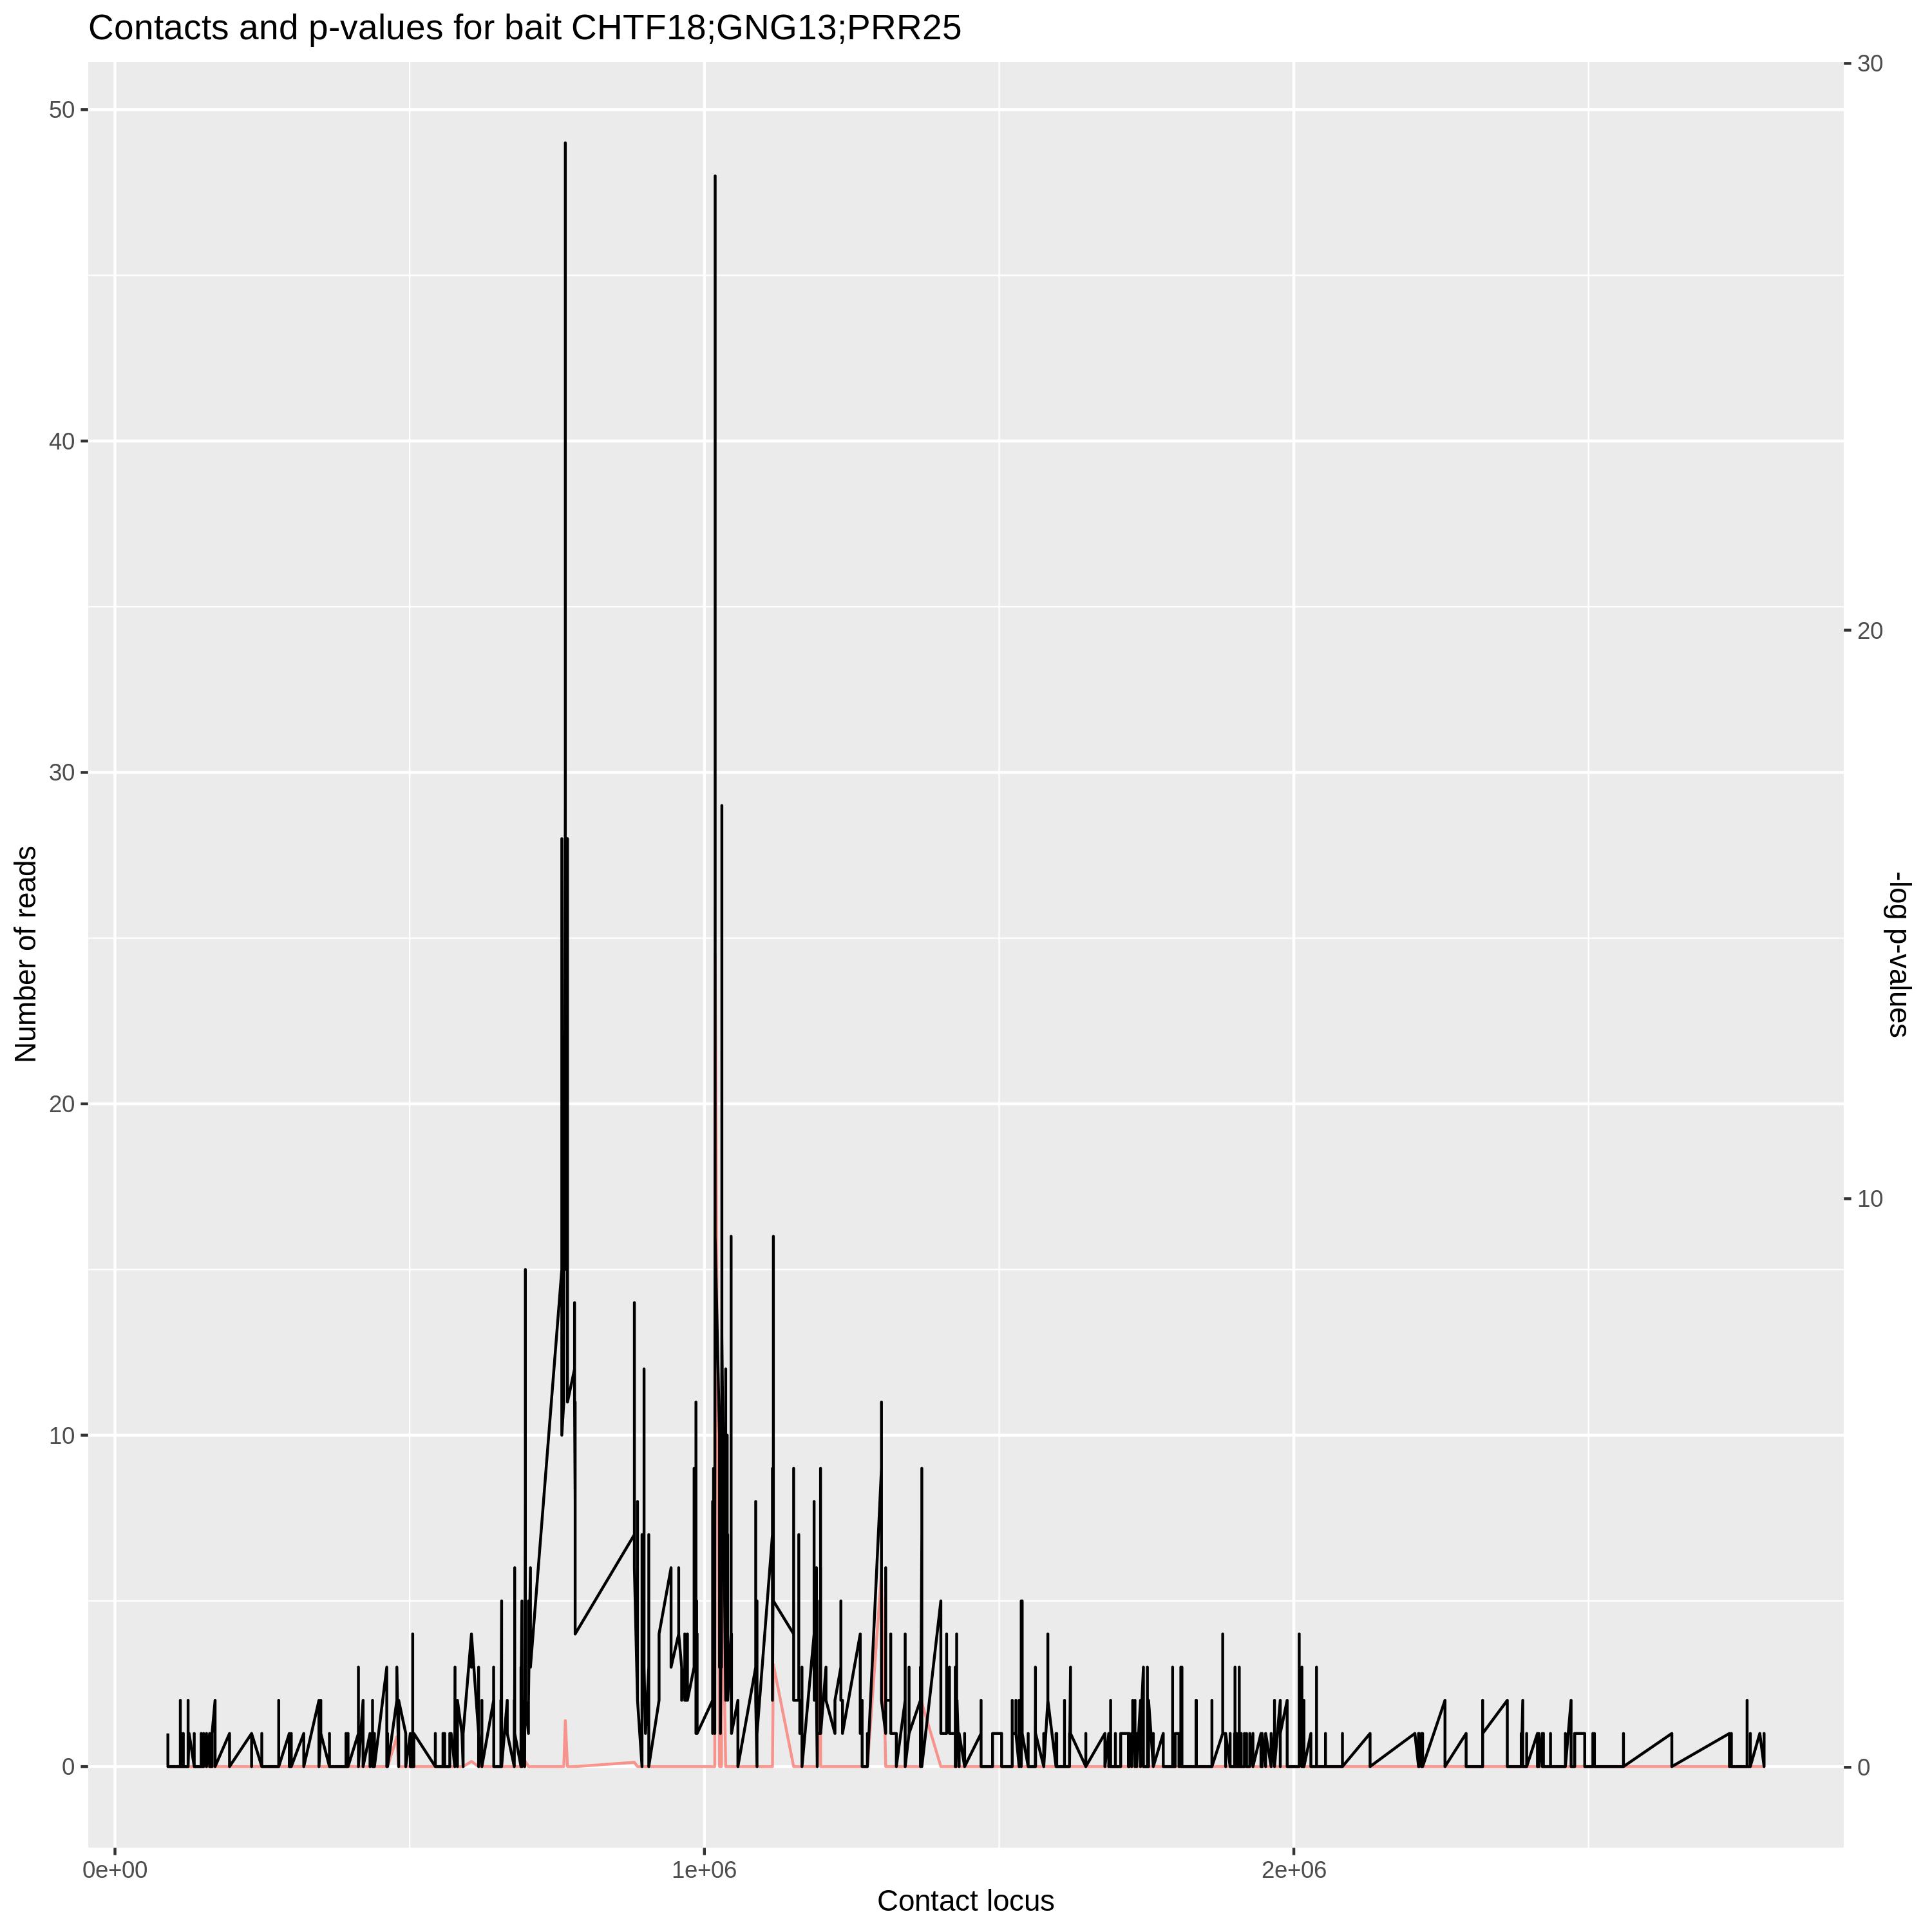 Contacts and p-values for bait CHTF18;GNG13;PRR25
50
40
30
20
10
0
Number of reads
30
20
10
0
-log p-values
0e+00
1e+06
2e+06
Contact locus